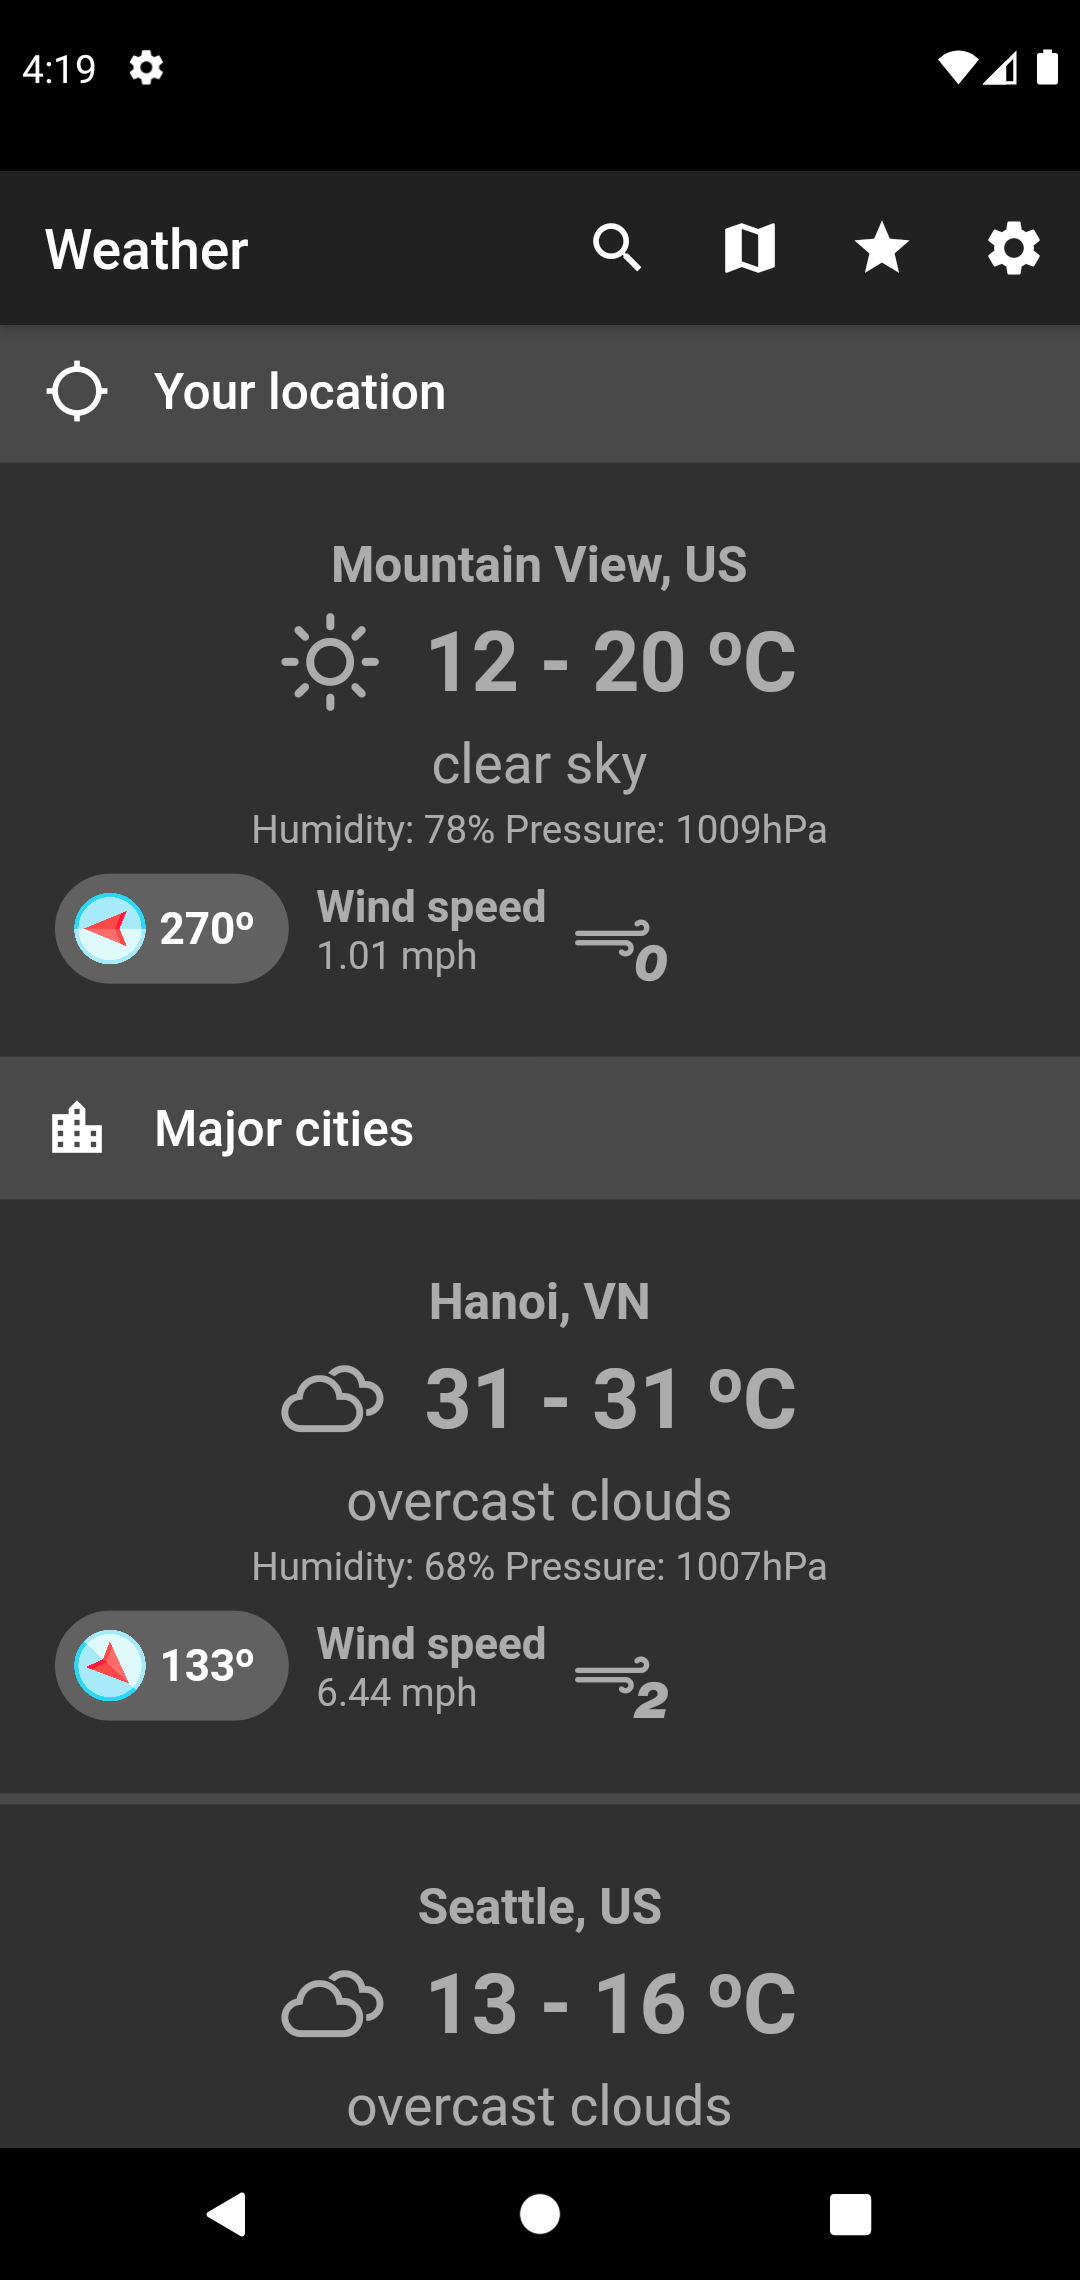 4:19
Weather
Your location
Mountain View, US
12 - 20 ºC
clear sky
Humidity: 78% Pressure: 1009hPa
270º
Wind speed
1.01 mph
0
Major cities
Hanoi, VN
31 - 31 ºC
overcast clouds
Humidity: 68% Pressure: 1007hPa
133º
Wind speed
6.44 mph
2
Seattle, US
13 - 16 ºC
overcast clouds